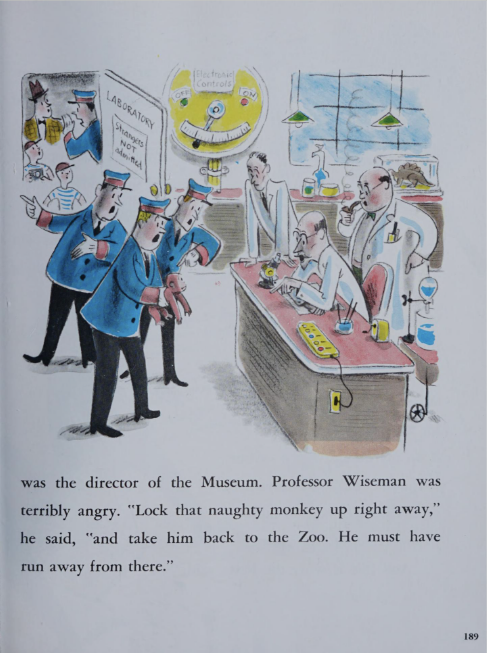 Electronic
Controls
OFF
ON
LABORATORY
Strangers
NOT
admitted
was the director of the Museum. Professor Wiseman was
terribly angry. “Lock that naughty monkey up right away,”
he said, “and take him back to the Zoo. He must have
run away from there.”
189